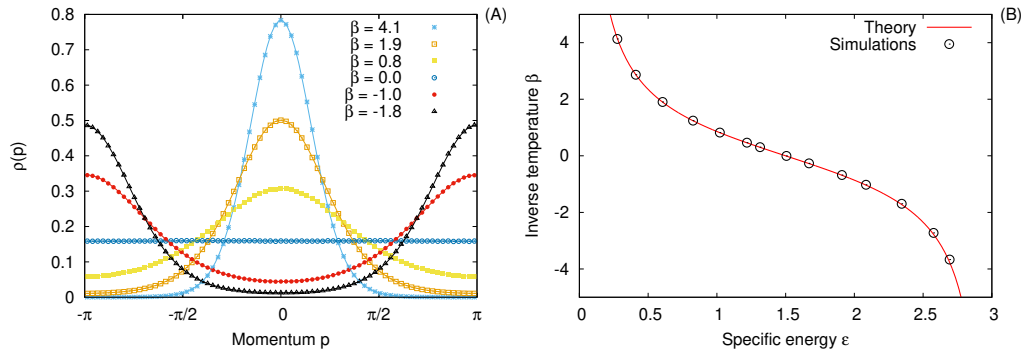 (A)
ρ(p)
0.8
0.7
0.6
0.5
0.4
0.3
0.2
0.1
0
β = 4.1
β = 1.9
β = 0.8
β = 0.0
β = -1.0
β = -1.8
-π -π/2 0 π/2 π
Momentum p
(B)
Inverse temperature β
4
2
0
-2
-4
Theory
Simulations
0 0.5 1 1.5 2 2.5 3
Specific energy ε